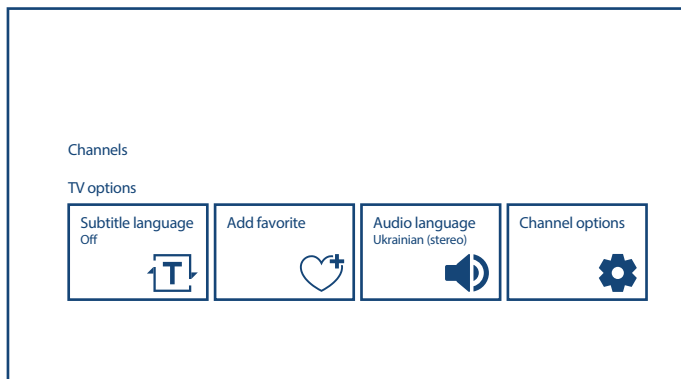 Channels
TV options
Subtitle language
Off
T
Add favorite
Audio language
Ukrainian (stereo)
Channel options